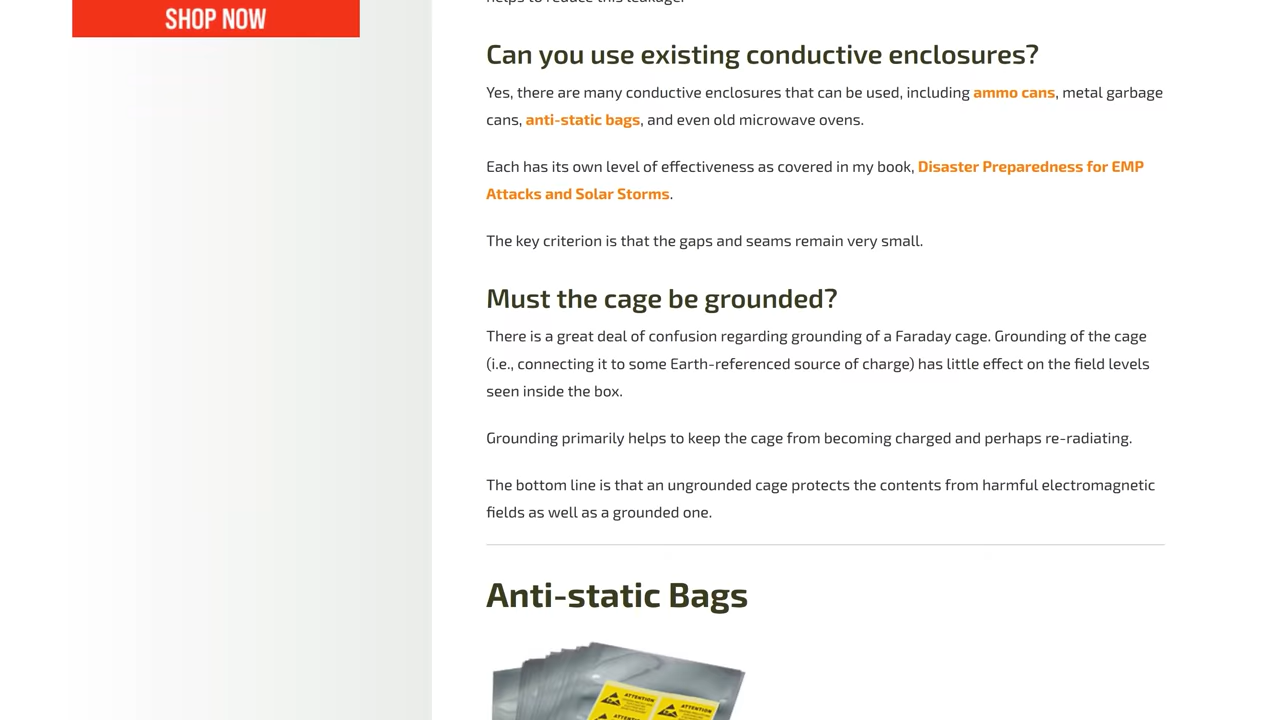 SHOP NOW
helps to reduce this leakage.
Can you use existing conductive enclosures?
Yes, there are many conductive enclosures that can be used, including ammo cans, metal garbage
cans, anti-static bags, and even old microwave ovens.
Each has its own level of effectiveness as covered in my book, Disaster Preparedness for EMP
Attacks and Solar Storms.
The key criterion is that the gaps and seams remain very small.
Must the cage be grounded?
There is a great deal of confusion regarding grounding of a Faraday cage. Grounding of the cage
(i.e., connecting it to some Earth-referenced source of charge) has little effect on the field levels
seen inside the box.
Grounding primarily helps to keep the cage from becoming charged and perhaps re-radiating.
The bottom line is that an ungrounded cage protects the contents from harmful electromagnetic
fields as well as a grounded one.
Anti-static Bags
ATTENTION
ATTENTION
ATTENTION
ATTENTION